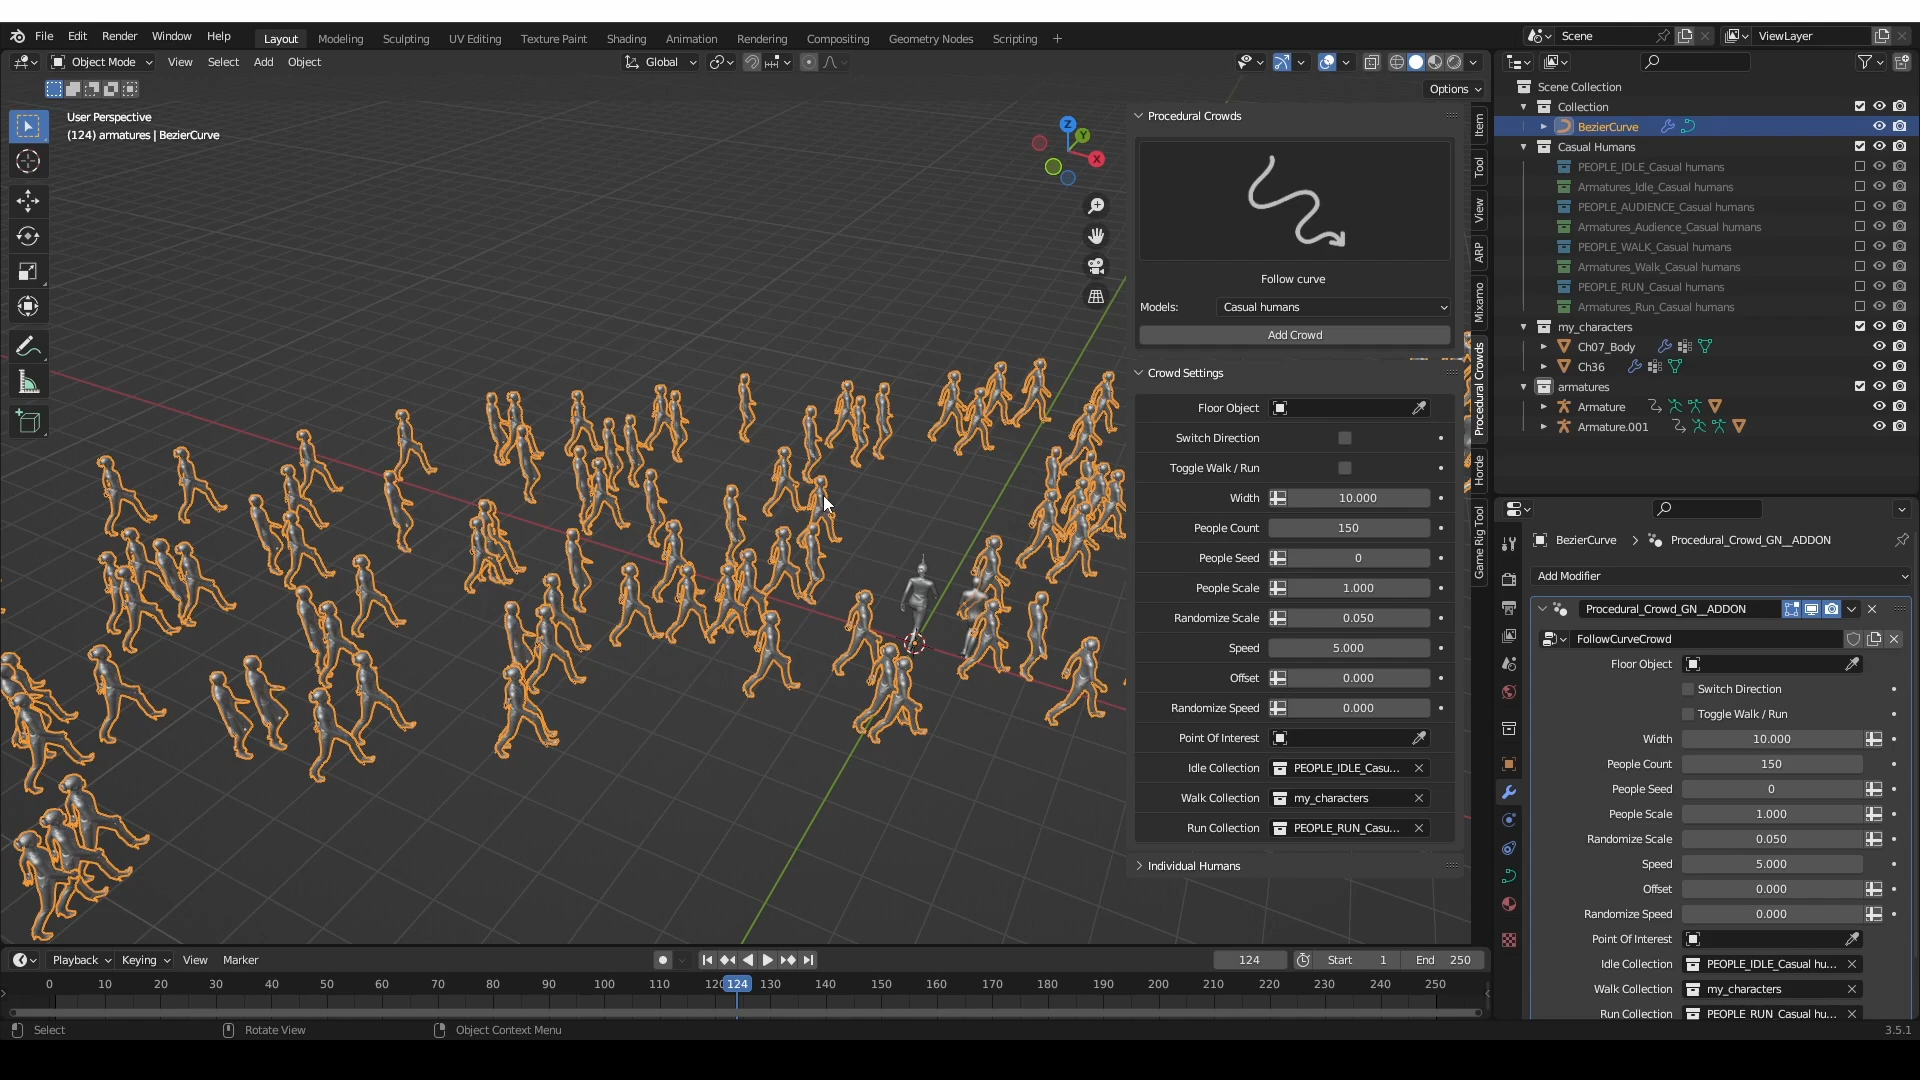 File Edit Render Window Help Layout Modeling Sculpting UV Editing Texture Paint Shading Animation Rendering Compositing Geometry Nodes Scripting + Scene ViewLayer
Object Mode View Select Add Object Global
Options
User Perspective
(124) armatures | BezierCurve
Z
Y
X
Procedural Crowds
Follow curve
Models: Casual humans
Add Crowd
Crowd Settings
Floor Object
Switch Direction
Toggle Walk / Run
Width 10.000
People Count 150
People Seed 0
People Scale 1.000
Randomize Scale 0.050
Speed 5.000
Offset 0.000
Randomize Speed 0.000
Point Of Interest
Idle Collection PEOPLE_IDLE_Casu...
Walk Collection my_characters
Run Collection PEOPLE_RUN_Casu...
Individual Humans
Item
Tool
View
ARP
Mixamo
Procedural Crowds
Horde
Game Rig Tool
Scene Collection
Collection
BezierCurve
Casual Humans
PEOPLE_IDLE_Casual humans
Armatures_Idle_Casual humans
PEOPLE_AUDIENCE_Casual humans
Armatures_Audience_Casual humans
PEOPLE_WALK_Casual humans
Armatures_Walk_Casual humans
PEOPLE_RUN_Casual humans
Armatures_Run_Casual humans
my_characters
Ch07_Body
Ch36
armatures
Armature
Armature.001
BezierCurve > Procedural_Crowd_GN__ADDON
Add Modifier
Procedural_Crowd_GN__ADDON
FollowCurveCrowd
Floor Object
Switch Direction
Toggle Walk / Run
Width 10.000
People Count 150
People Seed 0
People Scale 1.000
Randomize Scale 0.050
Speed 5.000
Offset 0.000
Randomize Speed 0.000
Point Of Interest
Idle Collection PEOPLE_IDLE_Casual hu...
Walk Collection my_characters
Run Collection PEOPLE_RUN_Casual hu...
Playback Keying View Marker 124 Start 1 End 250
0 10 20 30 40 50 60 70 80 90 100 110 120 124 130 140 150 160 170 180 190 200 210 220 230 240 250
Select Rotate View Object Context Menu 3.5.1